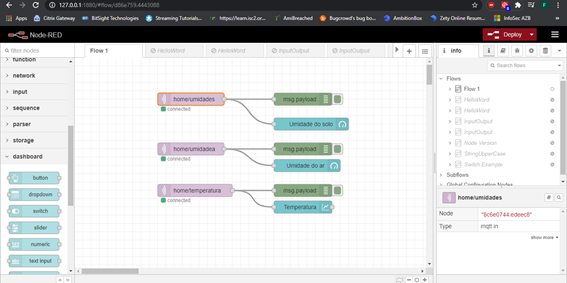 127.0.0.1:1880/#flow/d86e759.4443088
Apps
Citrix Gateway
BitSight Technologies
Streaming Tutoriais...
https://learn.isc2.or...
AmiBreached
Bugcrowd's bug bo...
AmbitionBox
Zety Online Resum...
InfoSec AZB
Node-RED
Deploy
filter nodes
function
network
input
sequence
parser
storage
dashboard
button
dropdown
switch
slider
numeric
text input
Flow 1
HelloWord
HelloWord
InputOutput
InputOutput
home/umidades
connected
msg.payload
Umidade do solo
home/umidadea
connected
msg.payload
Umidade do ar
home/temperatura
connected
msg.payload
Temperatura
info
Search flows
Flows
Flow 1
HelloWord
HelloWord
InputOutput
InputOutput
Node Version
StringUpperCase
Switch Example
Subflows
Global Configuration Nodes
home/umidades
Node
"8c6e0744.edeec8"
Type
mqtt in
show more